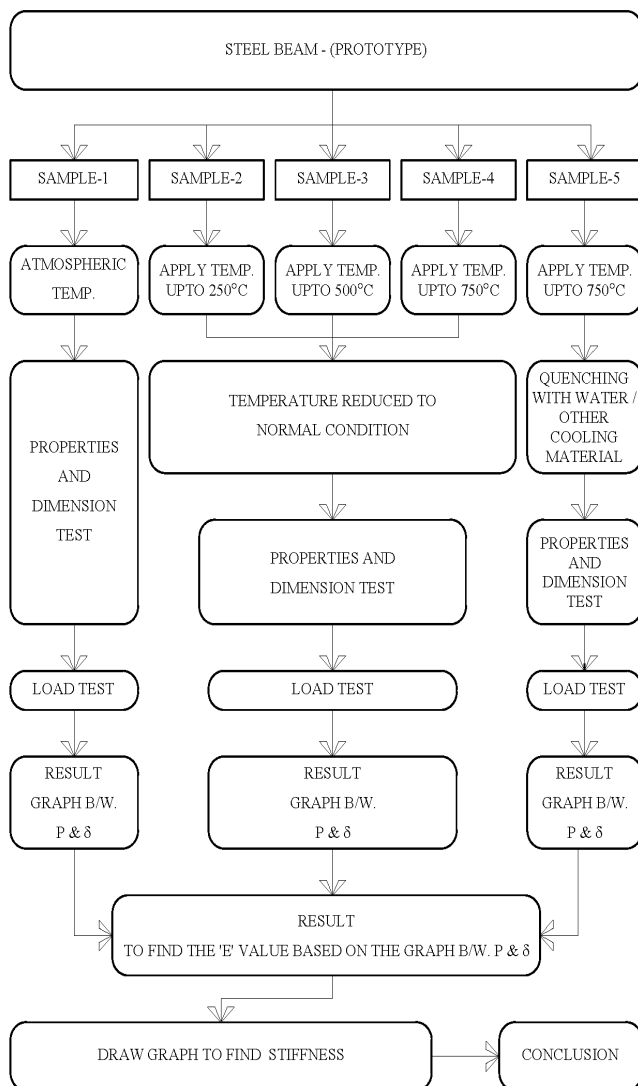 STEEL BEAM - (PROTOTYPE)
SAMPLE-1
SAMPLE-2
SAMPLE-3
SAMPLE-4
SAMPLE-5
ATMOSPHERIC
TEMP.
APPLY TEMP.
UPTO 250°C
APPLY TEMP.
UPTO 500°C
APPLY TEMP.
UPTO 750°C
APPLY TEMP.
UPTO 750°C
PROPERTIES
AND
DIMENSION
TEST
TEMPERATURE REDUCED TO
NORMAL CONDITION
QUENCHING
WITH WATER /
OTHER
COOLING
MATERIAL
PROPERTIES AND
DIMENSION TEST
PROPERTIES
AND
DIMENSION
TEST
LOAD TEST
LOAD TEST
LOAD TEST
RESULT
GRAPH B/W.
P & δ
RESULT
GRAPH B/W.
P & δ
RESULT
GRAPH B/W.
P & δ
RESULT
TO FIND THE 'E' VALUE BASED ON THE GRAPH B/W. P & δ
DRAW GRAPH TO FIND STIFFNESS
CONCLUSION